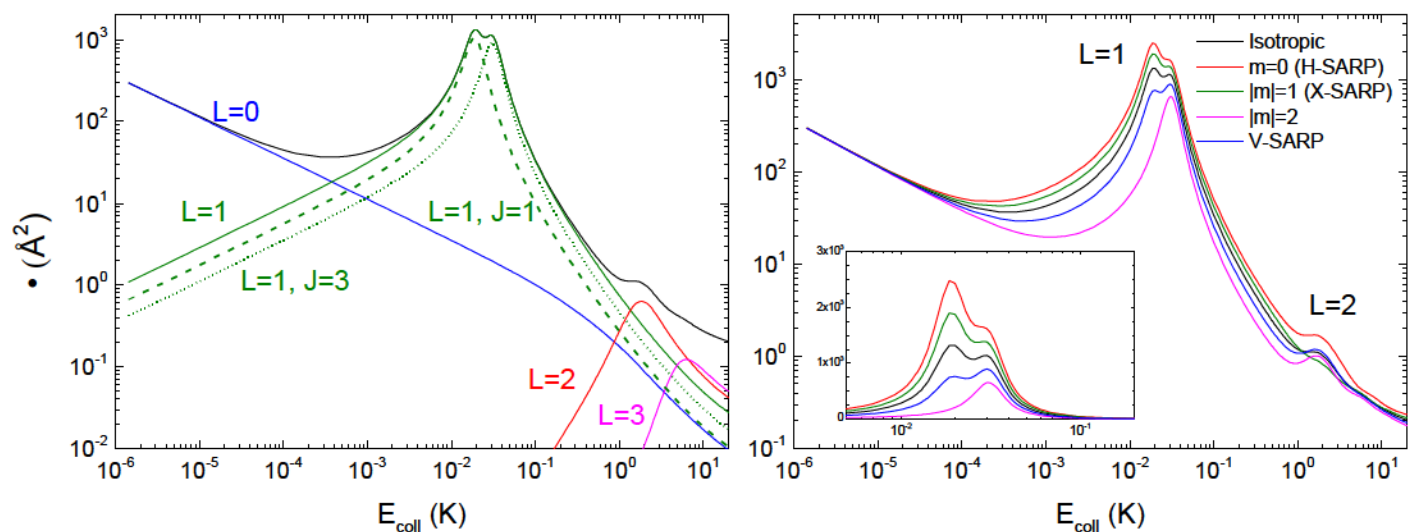 10³
10²
10¹
10⁰
10⁻¹
10⁻²
• (Å²)
L=0
L=1
L=1, J=1
L=1, J=3
L=2
L=3
10⁻⁶ 10⁻⁵ 10⁻⁴ 10⁻³ 10⁻² 10⁻¹ 10⁰ 10¹
E_coll (K)
10³
10²
10¹
10⁰
10⁻¹
L=1
Isotropic
m=0 (H-SARP)
|m|=1 (X-SARP)
|m|=2
V-SARP
L=2
3x10³
2x10³
1x10³
0
10⁻² 10⁻¹
10⁻⁶ 10⁻⁵ 10⁻⁴ 10⁻³ 10⁻² 10⁻¹ 10⁰ 10¹
E_coll (K)